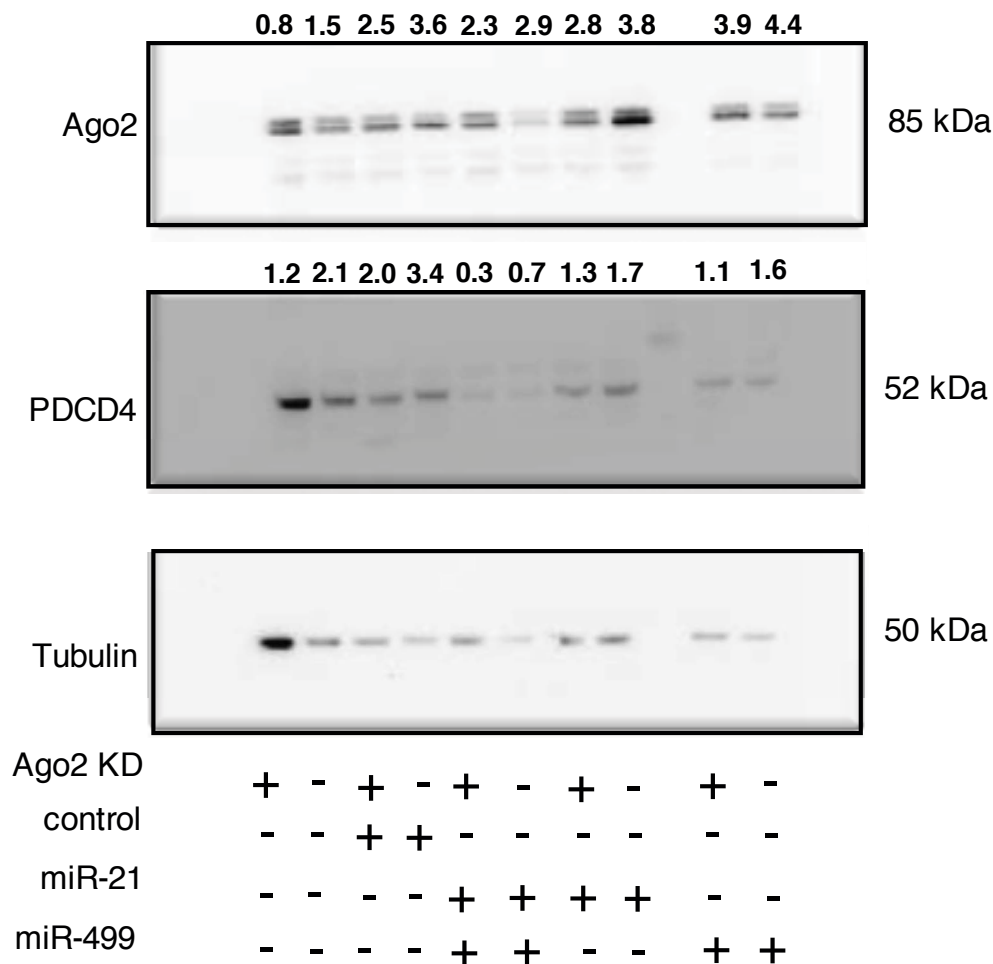 0.8 1.5 2.5 3.6 2.3 2.9 2.8 3.8 3.9 4.4
Ago2 85 kDa
1.2 2.1 2.0 3.4 0.3 0.7 1.3 1.7 1.1 1.6
PDCD4 52 kDa
Tubulin 50 kDa
Ago2 KD + - + - + - + - + -
control - - + + - - - - - -
miR-21 - - - - + + + + - -
miR-499 - - - - + + - - + +